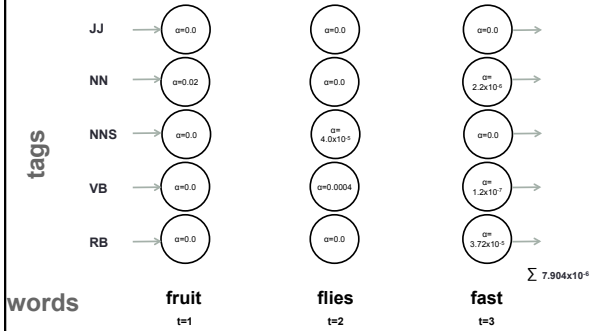 JJ α=0.0 α=0.0 α=0.0
NN α=0.02 α=0.0 α= 2.2x10⁻⁶
NNS α=0.0 α= 4.0x10⁻⁵ α=0.0
tags
VB α=0.0 α=0.0004 α= 1.2x10⁻⁷
RB α=0.0 α=0.0 α= 3.72x10⁻⁵
∑ 7.904x10⁻⁶
words fruit flies fast
t=1 t=2 t=3